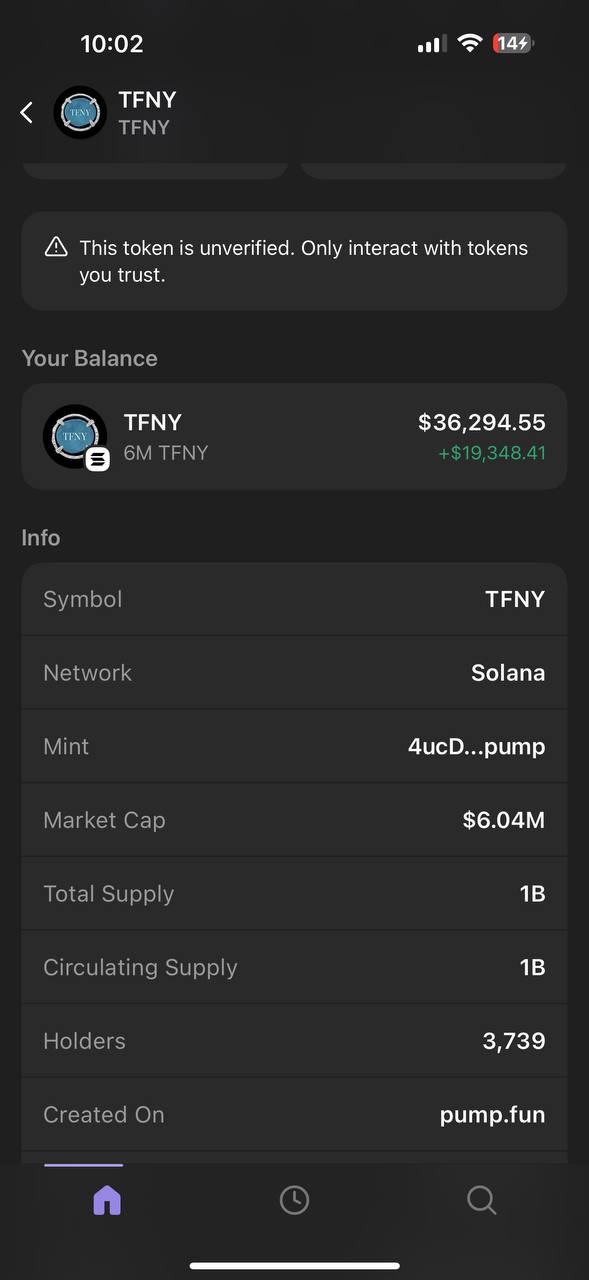 10:02
14
TFNY
TFNY
TFNY
This token is unverified. Only interact with tokens
you trust.
Your Balance
TFNY
TFNY $36,294.55
6M TFNY +$19,348.41
Info
Symbol TFNY
Network Solana
Mint 4ucD...pump
Market Cap $6.04M
Total Supply 1B
Circulating Supply 1B
Holders 3,739
Created On pump.fun